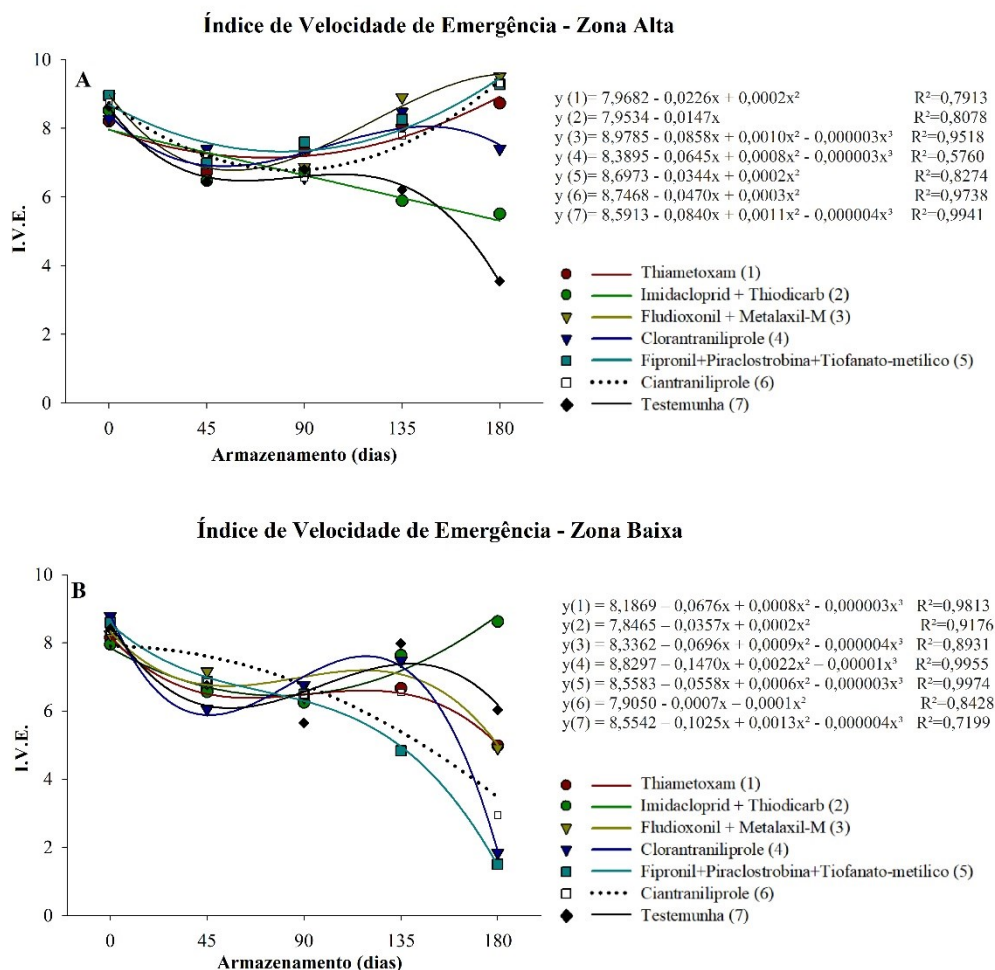 Índice de Velocidade de Emergência - Zona Alta
10
A
8
6
4
2
0
I.V.E.
0 45 90 135 180
Armazenamento (dias)
y (1)= 7,9682 - 0,0226x + 0,0002x² R²=0,7913
y (2)= 7,9534 - 0,0147x R²=0,8078
y (3)= 8,9785 - 0,0858x + 0,0010x² - 0,000003x³ R²=0,9518
y (4)= 8,3895 - 0,0645x + 0,0008x² - 0,000003x³ R²=0,5760
y (5)= 8,6973 - 0,0344x + 0,0002x² R²=0,8274
y (6)= 8,7468 - 0,0470x + 0,0003x² R²=0,9738
y (7)= 8,5913 - 0,0840x + 0,0011x² - 0,000004x³ R²=0,9941
Thiametoxam (1)
Imidacloprid + Thiodicarb (2)
Fludioxonil + Metalaxil-M (3)
Clorantraniliprole (4)
Fipronil+Piraclostrobina+Tiofanato-metílico (5)
Ciantraniliprole (6)
Testemunha (7)
Índice de Velocidade de Emergência - Zona Baixa
10
B
8
6
4
2
0
I.V.E.
0 45 90 135 180
Armazenamento (dias)
y(1) = 8,1869 – 0,0676x + 0,0008x² - 0,000003x³ R²=0,9813
y(2) = 7,8465 – 0,0357x + 0,0002x² R²=0,9176
y(3) = 8,3362 - 0,0696x + 0,0009x² - 0,000004x³ R²=0,8931
y(4) = 8,8297 - 0,1470x + 0,0022x² – 0,00001x³ R²=0,9955
y(5) = 8,5583 – 0,0558x + 0,0006x² - 0,000003x³ R²=0,9974
y(6) = 7,9050 -0,0007x – 0,0001x² R²=0,8428
y(7) = 8,5542 – 0,1025x + 0,0013x² - 0,000004x³ R²=0,7199
Thiametoxam (1)
Imidacloprid + Thiodicarb (2)
Fludioxonil + Metalaxil-M (3)
Clorantraniliprole (4)
Fipronil+Piraclostrobina+Tiofanato-metílico (5)
Ciantraniliprole (6)
Testemunha (7)